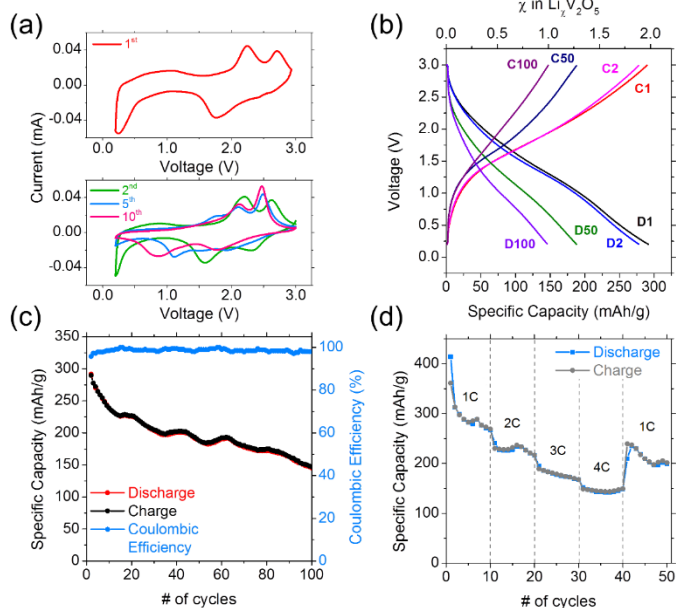 (a)
1st
0.04
0.00
-0.04
0.0
1.0
2.0
3.0
Voltage (V)
Current (mA)
2nd
5th
10th
0.04
0.00
-0.04
0.0
1.0
2.0
3.0
Voltage (V)
(b)
χ in LiχV2O5
0.0
0.5
1.0
1.5
2.0
3.0
2.5
2.0
1.5
1.0
0.5
0.0
Voltage (V)
C100
C50
C2
C1
D100
D50
D2
D1
0
50
100
150
200
250
300
Specific Capacity (mAh/g)
(c)
350
300
250
200
150
100
50
0
Specific Capacity (mAh/g)
Discharge
Charge
Coulombic
Efficiency
100
80
60
40
20
0
Coulombic Efficiency (%)
0
20
40
60
80
100
# of cycles
(d)
400
300
200
100
0
Specific Capacity (mAh/g)
Discharge
Charge
1C
2C
3C
4C
1C
0
10
20
30
40
50
# of cycles